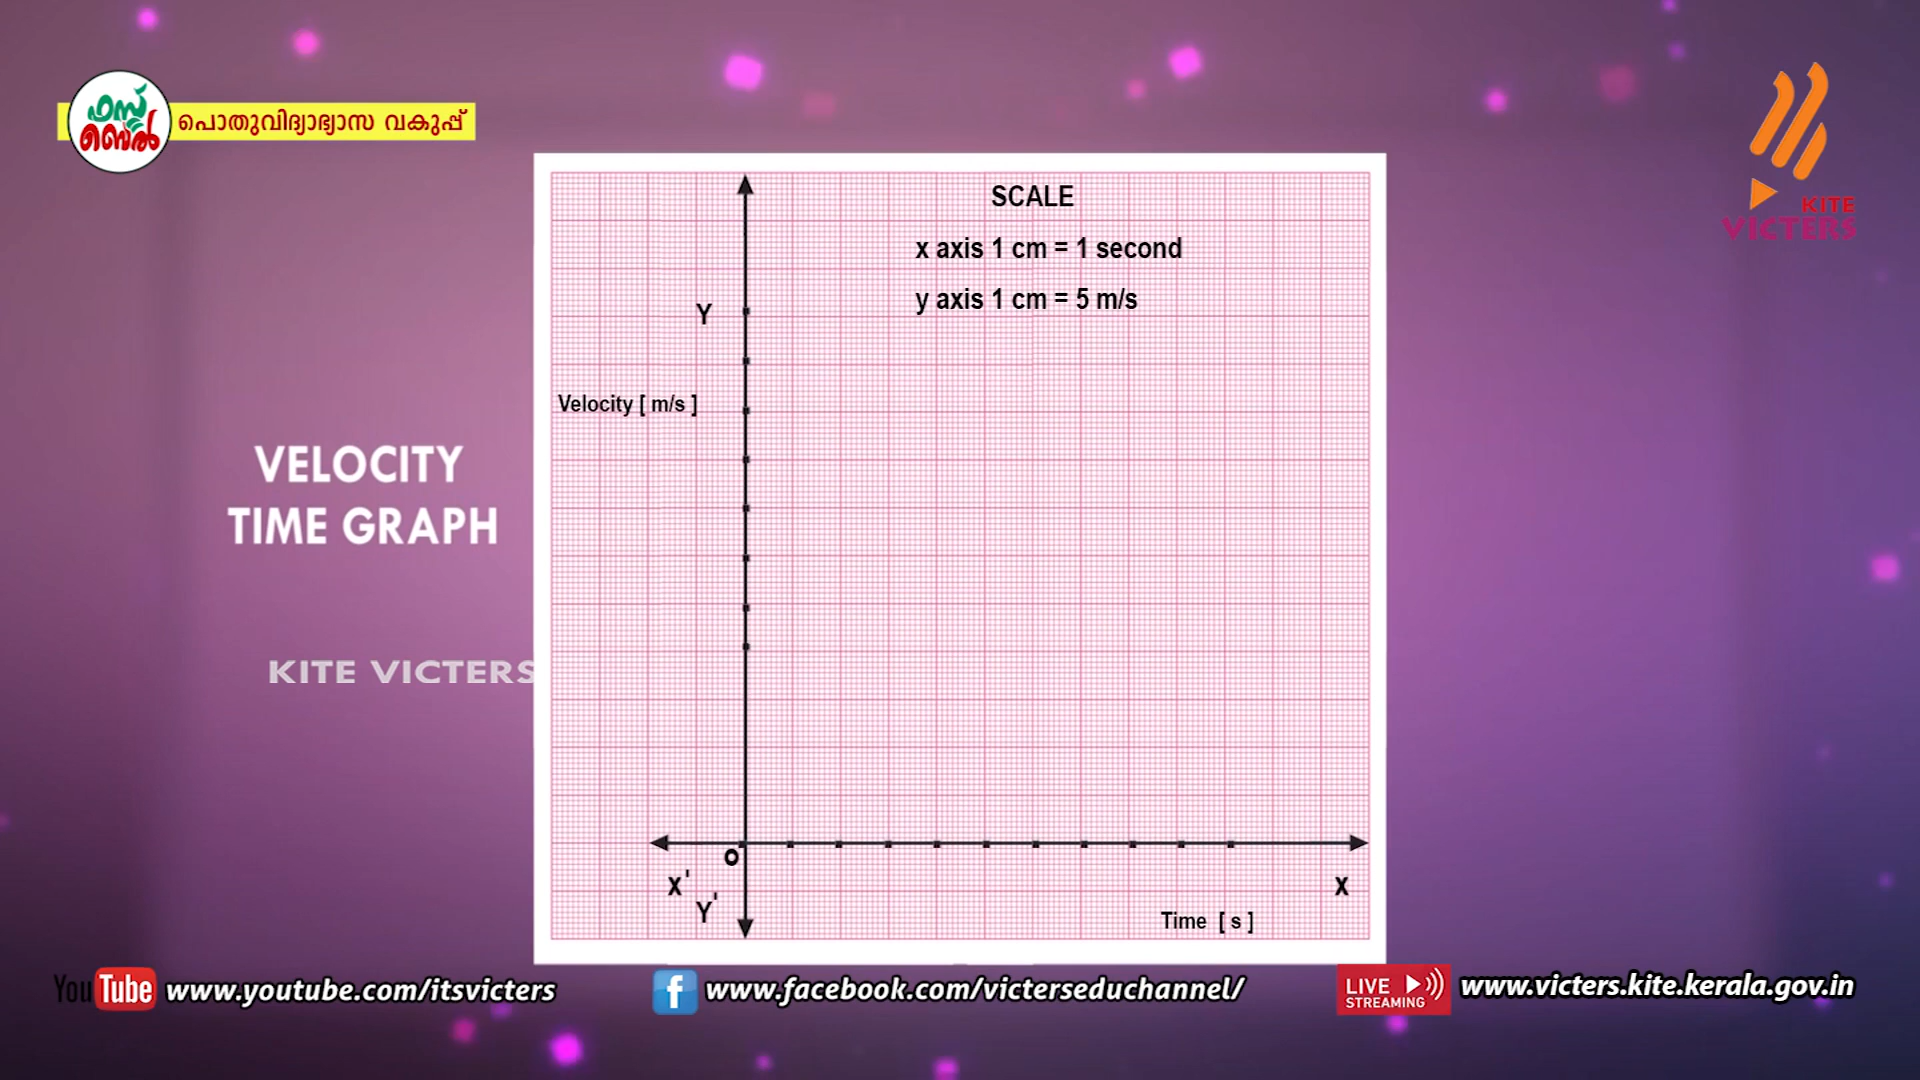 ഫസ്റ്റ്
ബെൽ
പൊതുവിദ്യാഭ്യാസ വകുപ്പ്
KITE
VICTERS
SCALE
x axis 1 cm = 1 second
y axis 1 cm = 5 m/s
Y
Velocity [ m/s ]
VELOCITY
TIME GRAPH
KITE VICTERS
O
X'
X
Y'
Time [ s ]
YouTube www.youtube.com/itsvicters
f www.facebook.com/victerseduchannel/
LIVE STREAMING www.victers.kite.kerala.gov.in